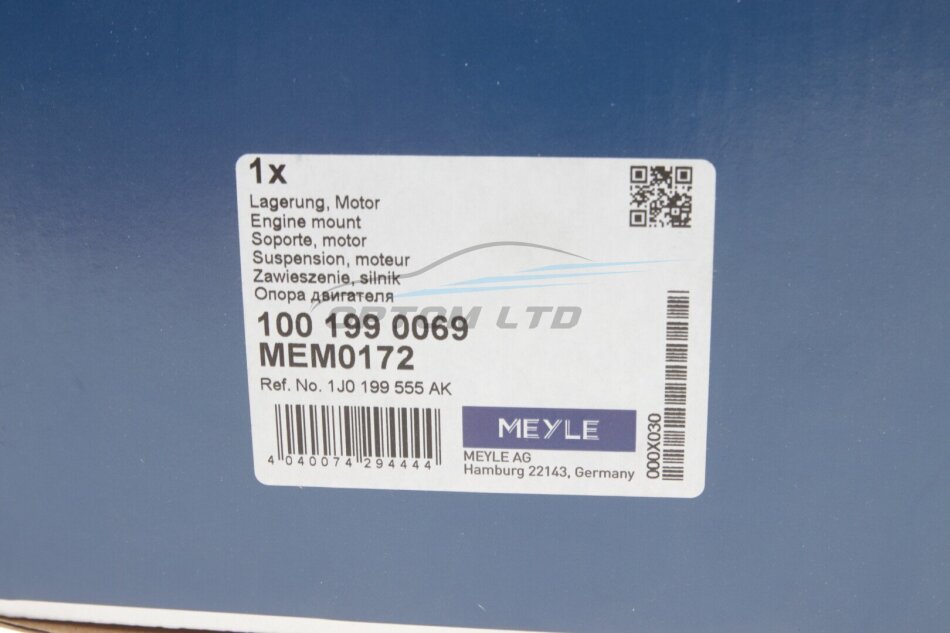 1x
Lagerung, Motor
Engine mount
Soporte, motor
Suspension, moteur
Zawieszenie, silnik
Опора двигателя
OPTOM LTD
100 199 0069
MEM0172
Ref. No. 1J0 199 555 AK
4 040074 294444
MEYLE
MEYLE AG
Hamburg 22143, Germany
000X030